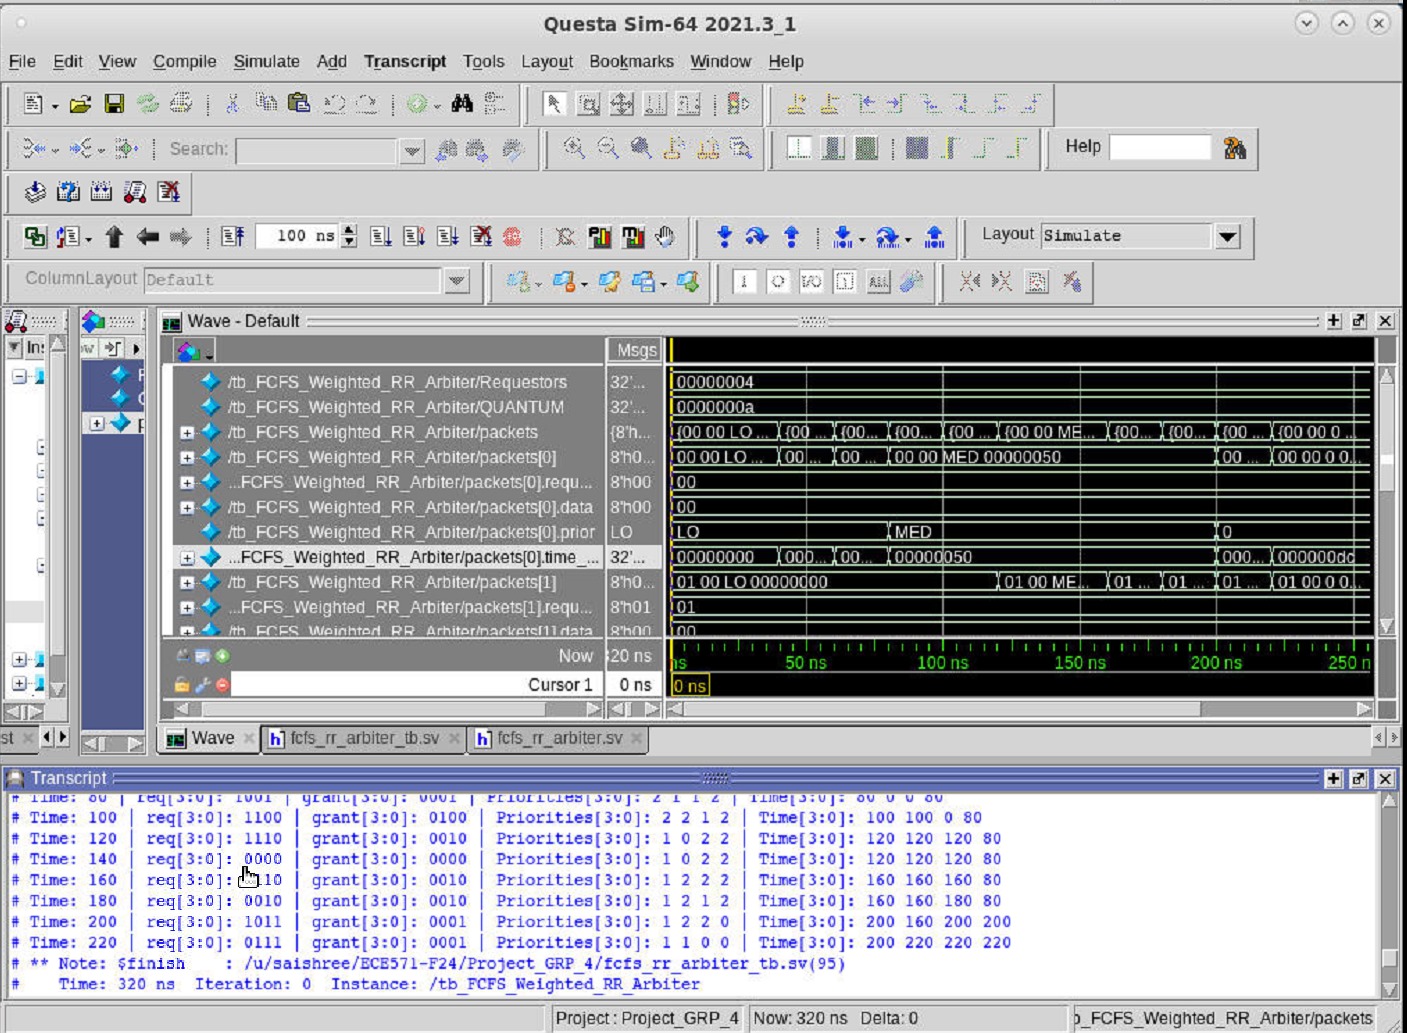 Questa Sim-64 2021.3_1
File Edit View Compile Simulate Add Transcript Tools Layout Bookmarks Window Help
Search: Help
100 ns Layout Simulate
ColumnLayout Default
Wave - Default
Msgs
/tb_FCFS_Weighted_RR_Arbiter/Requestors 32'... 00000004
/tb_FCFS_Weighted_RR_Arbiter/QUANTUM 32'... 0000000a
/tb_FCFS_Weighted_RR_Arbiter/packets {8'h... {00 00 LO ... {00 ... {00... {00... {00 ... {00 00 ME... {00... {00... {00 ... {00 00 0 ...
/tb_FCFS_Weighted_RR_Arbiter/packets[0] 8'h0... 00 00 LO ... 00 ... 00 ... 00 00 MED 00000050 00 ... 00 00 0 0...
...FCFS_Weighted_RR_Arbiter/packets[0].requ... 8'h00 00
/tb_FCFS_Weighted_RR_Arbiter/packets[0].data 8'h00 00
/tb_FCFS_Weighted_RR_Arbiter/packets[0].prior LO LO MED 0
...FCFS_Weighted_RR_Arbiter/packets[0].time_... 32'... 00000000 000... 00... 00000050 000... 000000dc
/tb_FCFS_Weighted_RR_Arbiter/packets[1] 8'h0... 01 00 LO 00000000 01 00 ME... 01 ... 01 ... 01 ... 01 00 0 0...
...FCFS_Weighted_RR_Arbiter/packets[1].requ... 8'h01 01
/tb_FCFS_Weighted_RR_Arbiter/packets[1].data 8'h00 00
Now 320 ns ns 50 ns 100 ns 150 ns 200 ns 250 n
Cursor 1 0 ns 0 ns
st Wave fcfs_rr_arbiter_tb.sv fcfs_rr_arbiter.sv
Transcript
# Time: 80 | req[3:0]: 1001 | grant[3:0]: 0001 | Priorities[3:0]: 2 1 1 2 | Time[3:0]: 80 0 0 80
# Time: 100 | req[3:0]: 1100 | grant[3:0]: 0100 | Priorities[3:0]: 2 2 1 2 | Time[3:0]: 100 100 0 80
# Time: 120 | req[3:0]: 1110 | grant[3:0]: 0010 | Priorities[3:0]: 1 0 2 2 | Time[3:0]: 120 120 120 80
# Time: 140 | req[3:0]: 0000 | grant[3:0]: 0000 | Priorities[3:0]: 1 0 2 2 | Time[3:0]: 120 120 120 80
# Time: 160 | req[3:0]: 110 | grant[3:0]: 0010 | Priorities[3:0]: 1 2 2 2 | Time[3:0]: 160 160 160 80
# Time: 180 | req[3:0]: 0010 | grant[3:0]: 0010 | Priorities[3:0]: 1 2 1 2 | Time[3:0]: 160 160 180 80
# Time: 200 | req[3:0]: 1011 | grant[3:0]: 0001 | Priorities[3:0]: 1 2 2 0 | Time[3:0]: 200 160 200 200
# Time: 220 | req[3:0]: 0111 | grant[3:0]: 0001 | Priorities[3:0]: 1 1 0 0 | Time[3:0]: 200 220 220 220
# ** Note: $finish : /u/saishree/ECE571-F24/Project_GRP_4/fcfs_rr_arbiter_tb.sv(95)
# Time: 320 ns Iteration: 0 Instance: /tb_FCFS_Weighted_RR_Arbiter
Project : Project_GRP_4 Now: 320 ns Delta: 0 _FCFS_Weighted_RR_Arbiter/packets